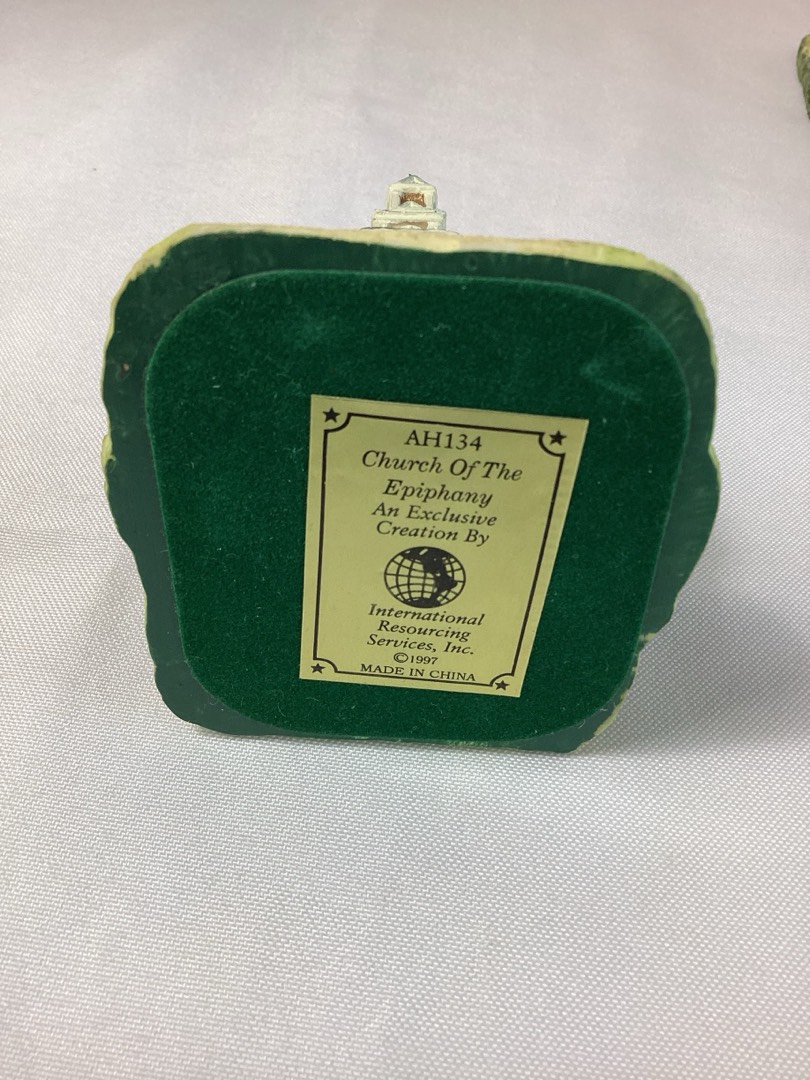 AH134
Church Of The
Epiphany
An Exclusive
Creation By
International
Resourcing
Services, Inc.
©1997
MADE IN CHINA